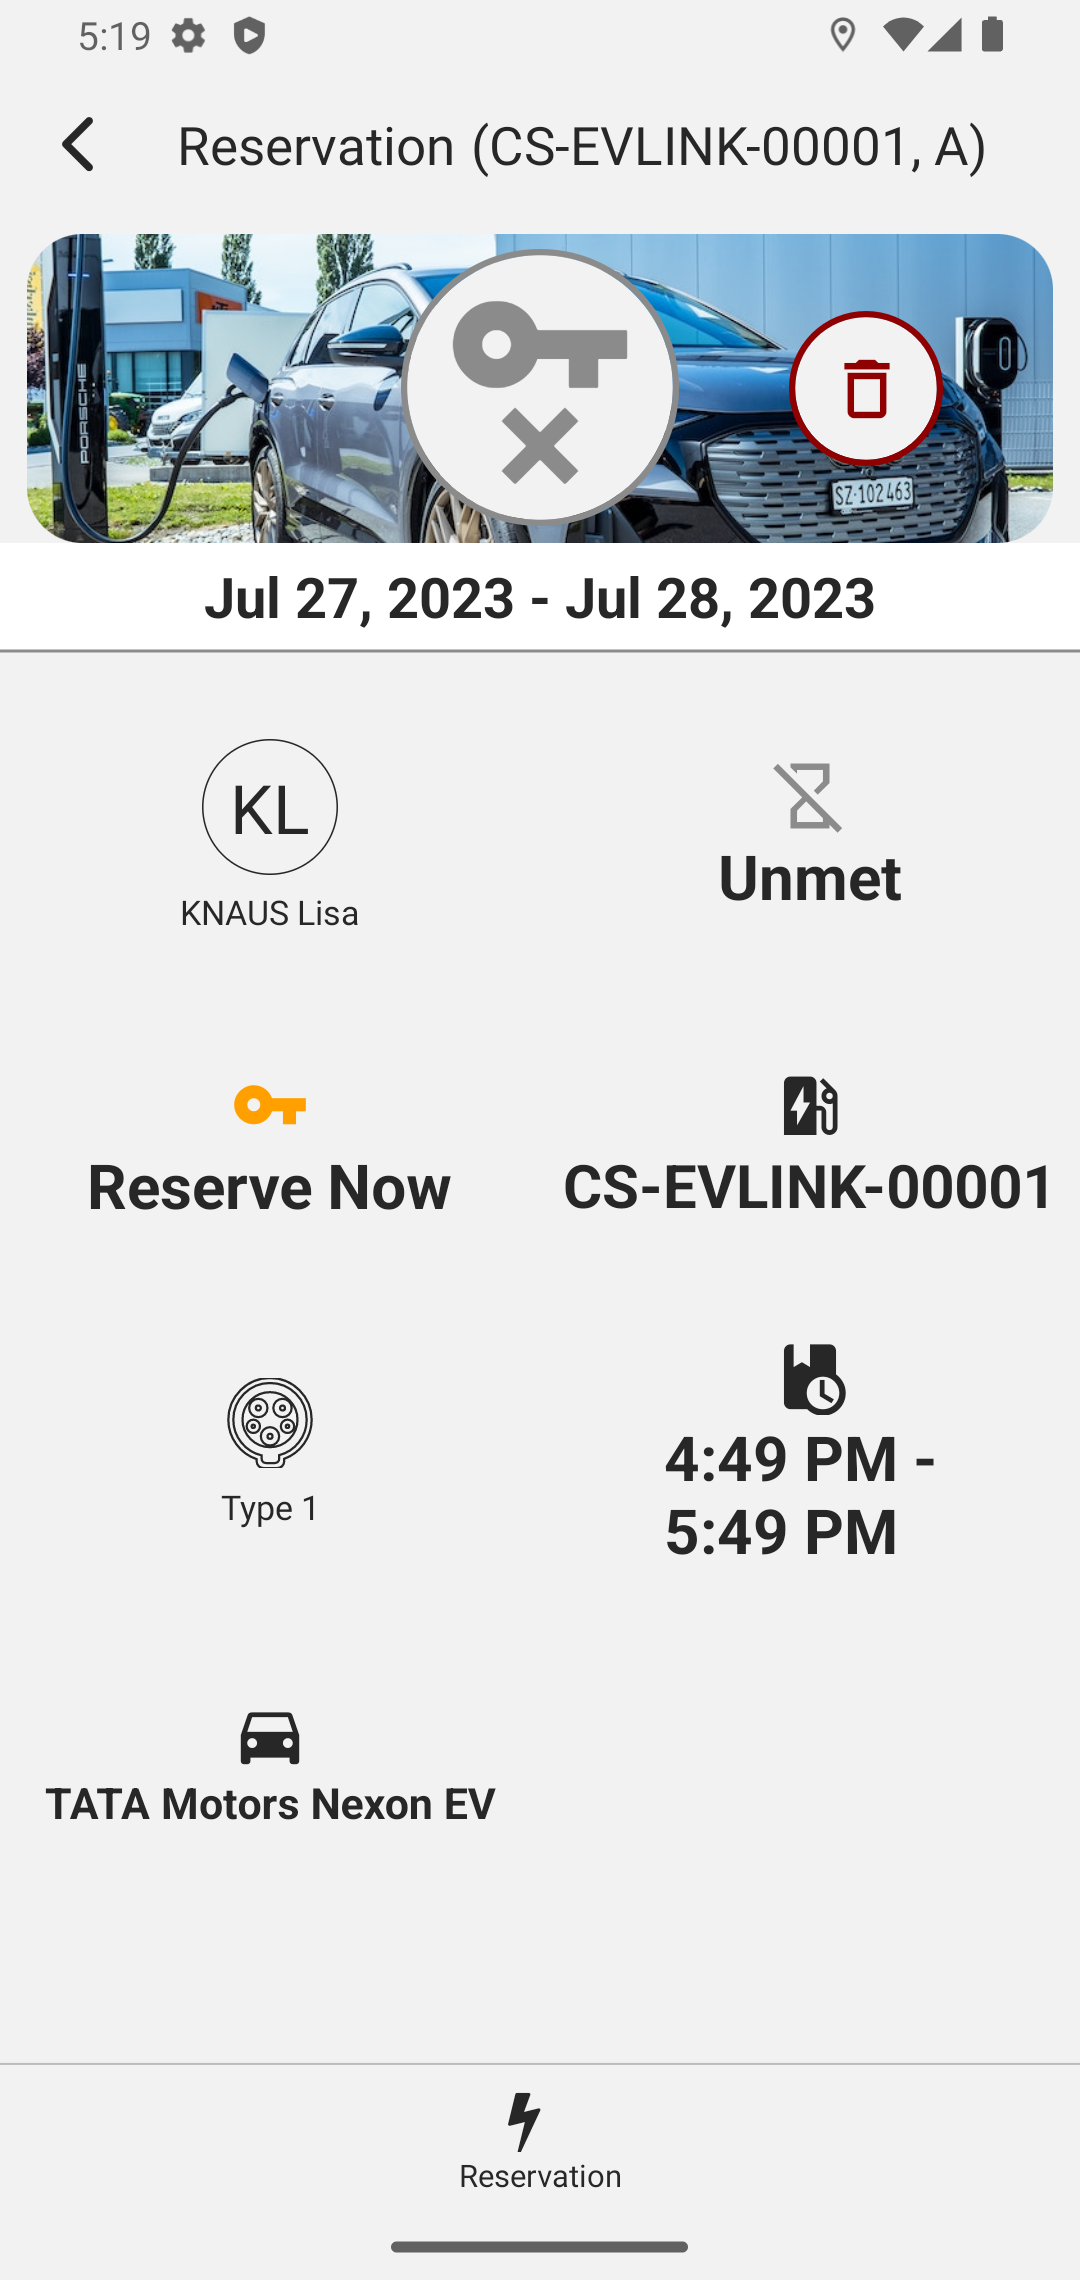 5:19
Reservation (CS-EVLINK-00001, A)
PORSCHE
SZ·102463
Jul 27, 2023 - Jul 28, 2023
KL
KNAUS Lisa
Unmet
Reserve Now
CS-EVLINK-00001
Type 1
4:49 PM -
5:49 PM
TATA Motors Nexon EV
Reservation